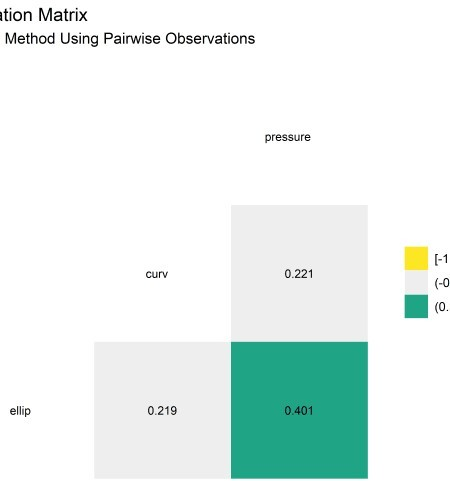 ation Matrix
Method Using Pairwise Observations
pressure
curv
0.221
[-1
(-0
(0.
ellip
0.219
0.401